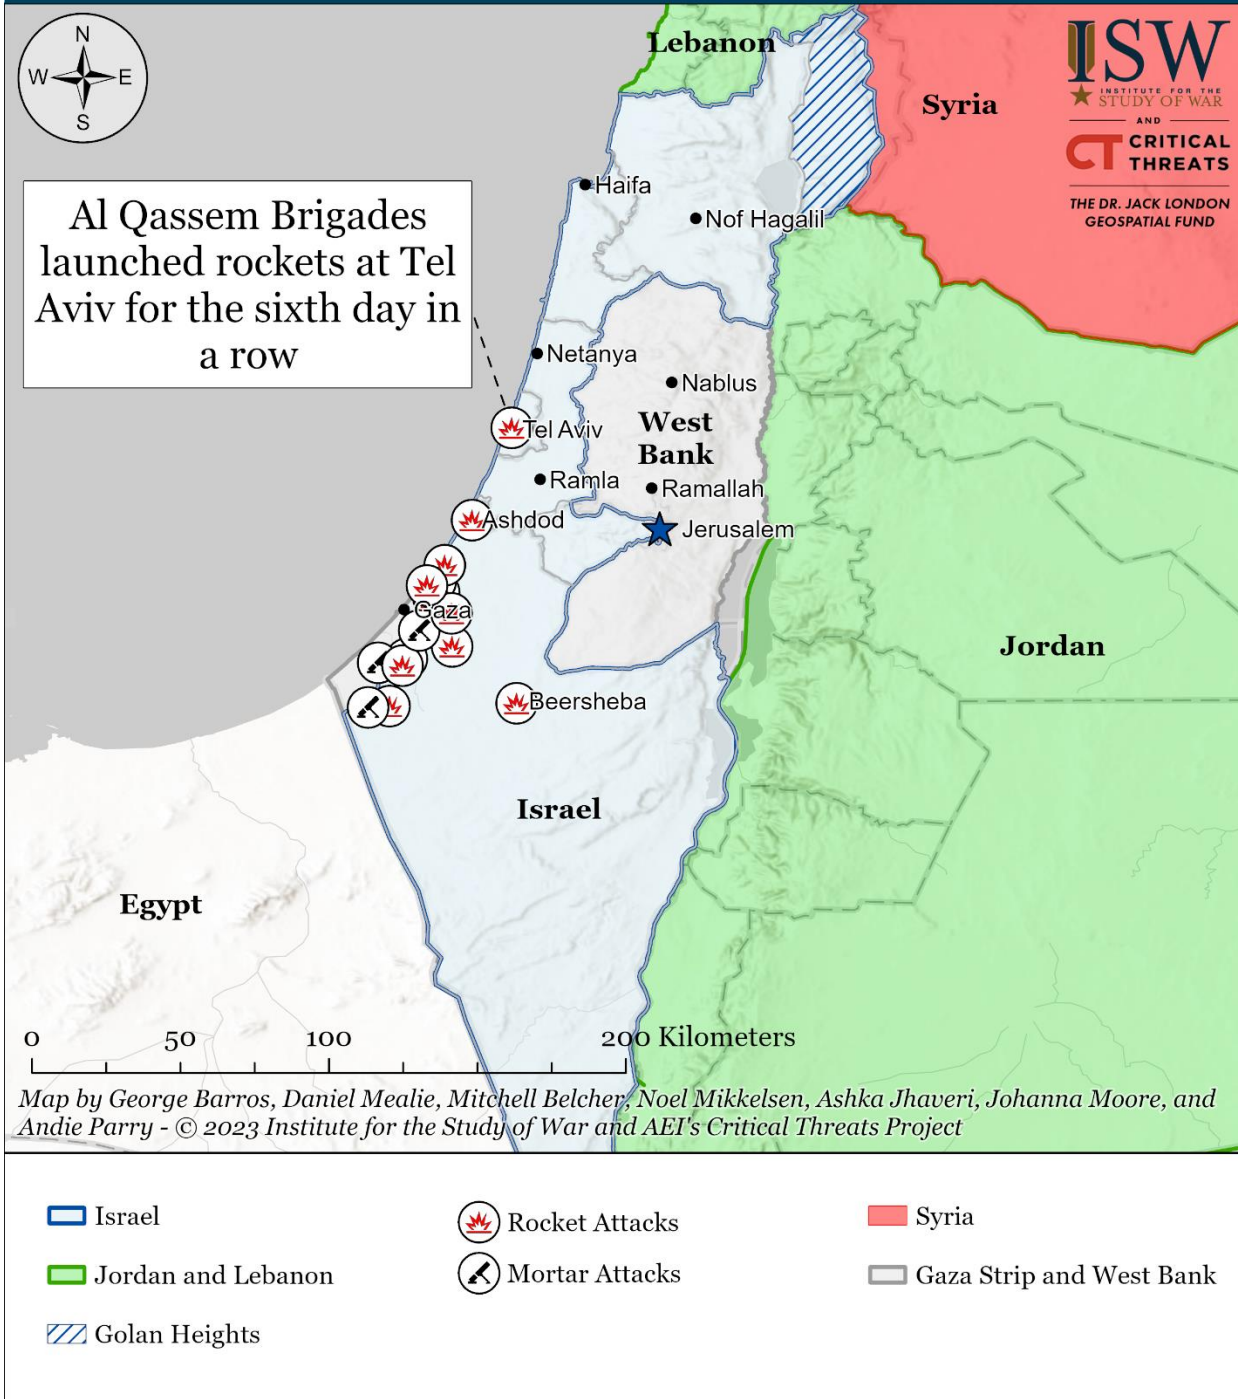 N
W E
S
Lebanon
Syria
ISW
INSTITUTE FOR THE
STUDY OF WAR
AND
CT CRITICAL
THREATS
THE DR. JACK LONDON
GEOSPATIAL FUND
Haifa
Nof Hagalil
Al Qassem Brigades
launched rockets at Tel
Aviv for the sixth day in
a row
Netanya
Nablus
West
Bank
Tel Aviv
Ramla
Ramallah
Ashdod
Jerusalem
Gaza
Jordan
Beersheba
Israel
Egypt
0 50 100 200 Kilometers
Map by George Barros, Daniel Mealie, Mitchell Belcher, Noel Mikkelsen, Ashka Jhaveri, Johanna Moore, and
Andie Parry - © 2023 Institute for the Study of War and AEI's Critical Threats Project
Israel
Rocket Attacks
Syria
Jordan and Lebanon
Mortar Attacks
Gaza Strip and West Bank
Golan Heights